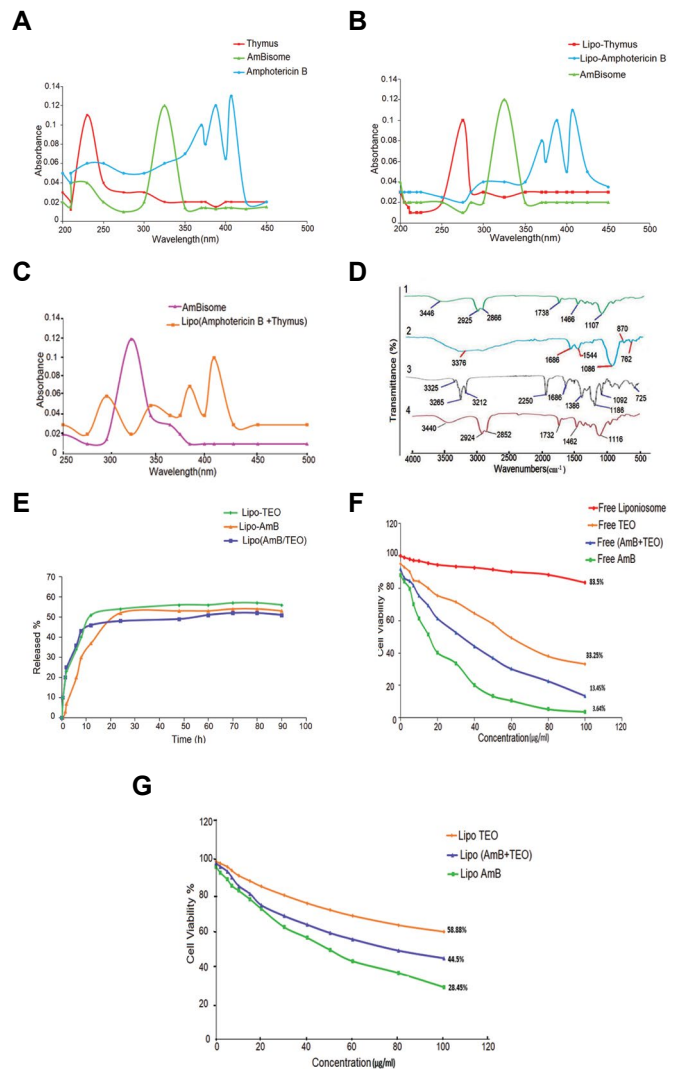 A
Thymus
AmBisome
Amphotericin B
Absorbance
0.14
0.12
0.1
0.08
0.06
0.04
0.02
0
200 250 300 350 400 450 500
Wavelength(nm)
B
Lipo-Thymus
Lipo-Amphotericin B
AmBisome
Absorbance
0.14
0.12
0.1
0.08
0.06
0.04
0.02
0
200 250 300 350 400 450 500
Wavelength(nm)
C
AmBisome
Lipo(Amphotericin B +Thymus)
Absorbance
0.14
0.12
0.1
0.08
0.06
0.04
0.02
0
250 300 350 400 450 500
Wavelength(nm)
D
Transmittance (%)
1
3446 2925 2866 1738 1466 1107
2
3376 1686 1544 1086 870 762
3
3325 3265 3212 2250 1686 1386 1186 1092 725
4
3440 2924 2852 1732 1462 1116
4000 3500 3000 2500 2000 1500 1000 500
Wavenumbers(cm⁻¹)
E
Lipo-TEO
Lipo-AmB
Lipo(AmB/TEO)
Released %
70
60
50
40
30
20
10
0
0 10 20 30 40 50 60 70 80 90 100
Time (h)
F
Free Liponiosome
Free TEO
Free (AmB+TEO)
Free AmB
Cell Viability %
120
100
80
60
40
20
0
83.5%
33.23%
13.45%
3.64%
0 20 40 60 80 100 120
Concentration(µg/ml)
G
Lipo TEO
Lipo (AmB+TEO)
Lipo AmB
Cell Viability %
120
100
80
60
40
20
0
58.88%
44.5%
28.45%
0 20 40 60 80 100 120
Concentration(µg/ml)